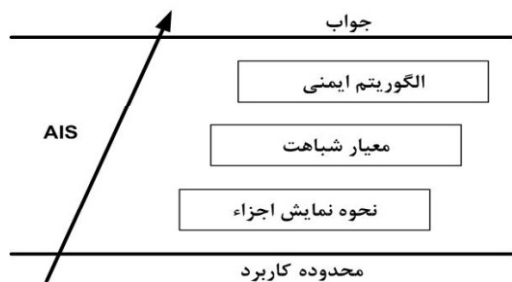 جواب
الگوریتم ایمنی
AIS
معیار شباهت
نحوه نمایش اجزاء
محدوده کاربرد